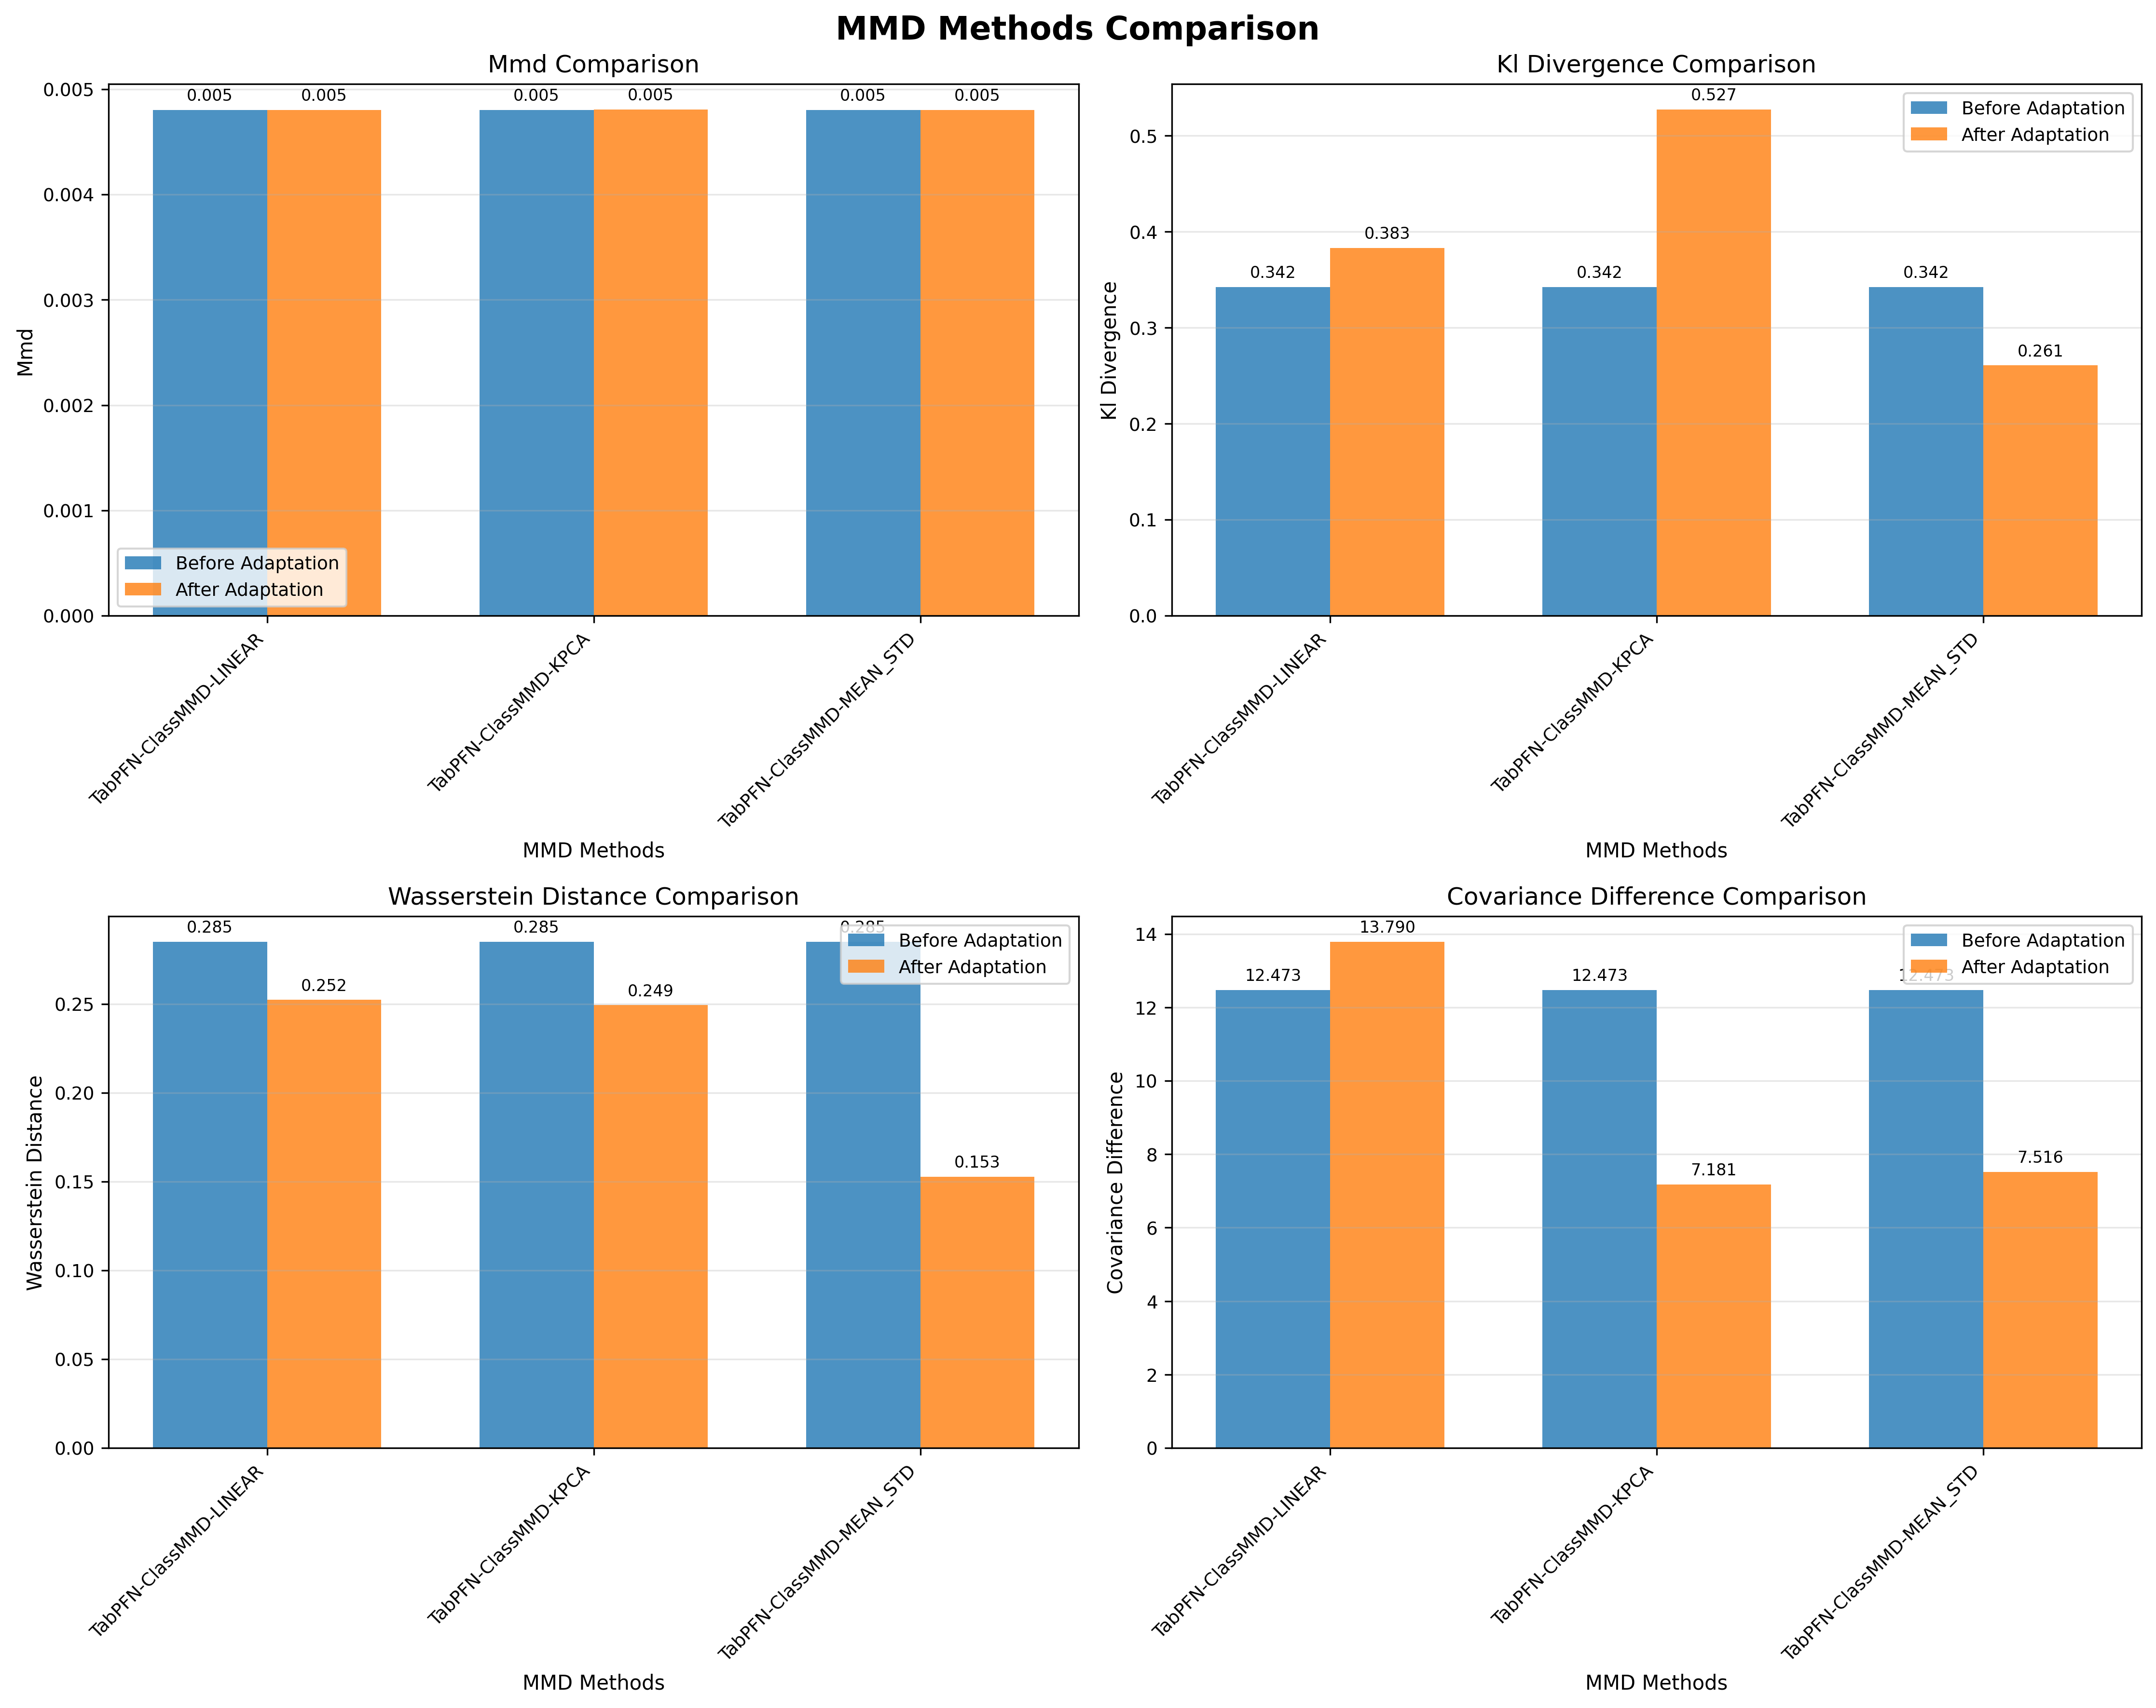 MMD Methods Comparison
Mmd Comparison
0.005
0.004
0.003
0.002
0.001
0.000
Mmd
0.005 0.005 0.005 0.005 0.005 0.005
Before Adaptation
After Adaptation
TabPFN-ClassMMD-LINEAR
TabPFN-ClassMMD-KPCA
TabPFN-ClassMMD-MEAN_STD
MMD Methods
Kl Divergence Comparison
0.5
0.4
0.3
0.2
0.1
0.0
Kl Divergence
0.342 0.383 0.342 0.527 0.342 0.261
Before Adaptation
After Adaptation
TabPFN-ClassMMD-LINEAR
TabPFN-ClassMMD-KPCA
TabPFN-ClassMMD-MEAN_STD
MMD Methods
Wasserstein Distance Comparison
0.25
0.20
0.15
0.10
0.05
0.00
Wasserstein Distance
0.285 0.252 0.285 0.249 0.285 0.153
Before Adaptation
After Adaptation
TabPFN-ClassMMD-LINEAR
TabPFN-ClassMMD-KPCA
TabPFN-ClassMMD-MEAN_STD
MMD Methods
Covariance Difference Comparison
14
12
10
8
6
4
2
0
Covariance Difference
12.473 13.790 12.473 7.181 12.473 7.516
Before Adaptation
After Adaptation
TabPFN-ClassMMD-LINEAR
TabPFN-ClassMMD-KPCA
TabPFN-ClassMMD-MEAN_STD
MMD Methods